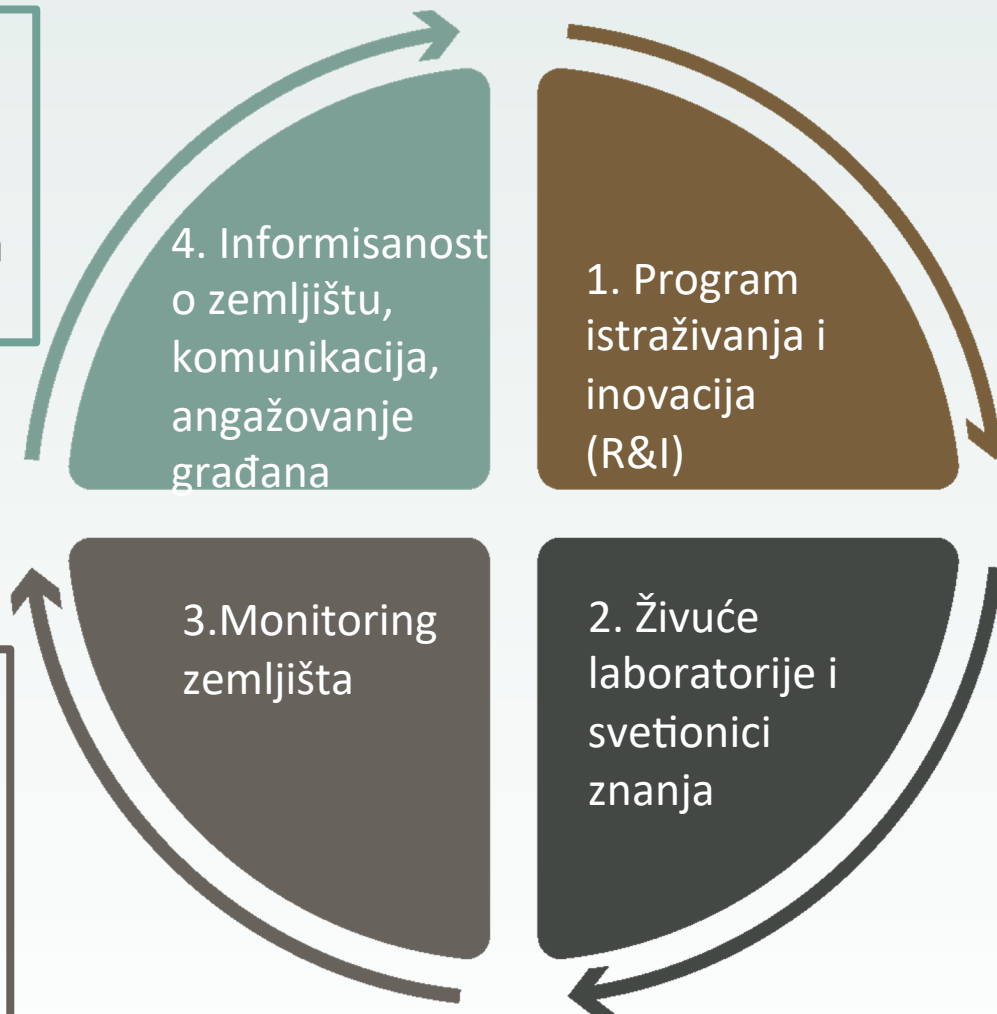 4. Informisanost
o zemljištu,
komunikacija,
angažovanje
građana
1. Program
istraživanja i
inovacija
(R&I)
3.Monitoring
zemljišta
2. Živuće
laboratorije i
svetionici
znanja